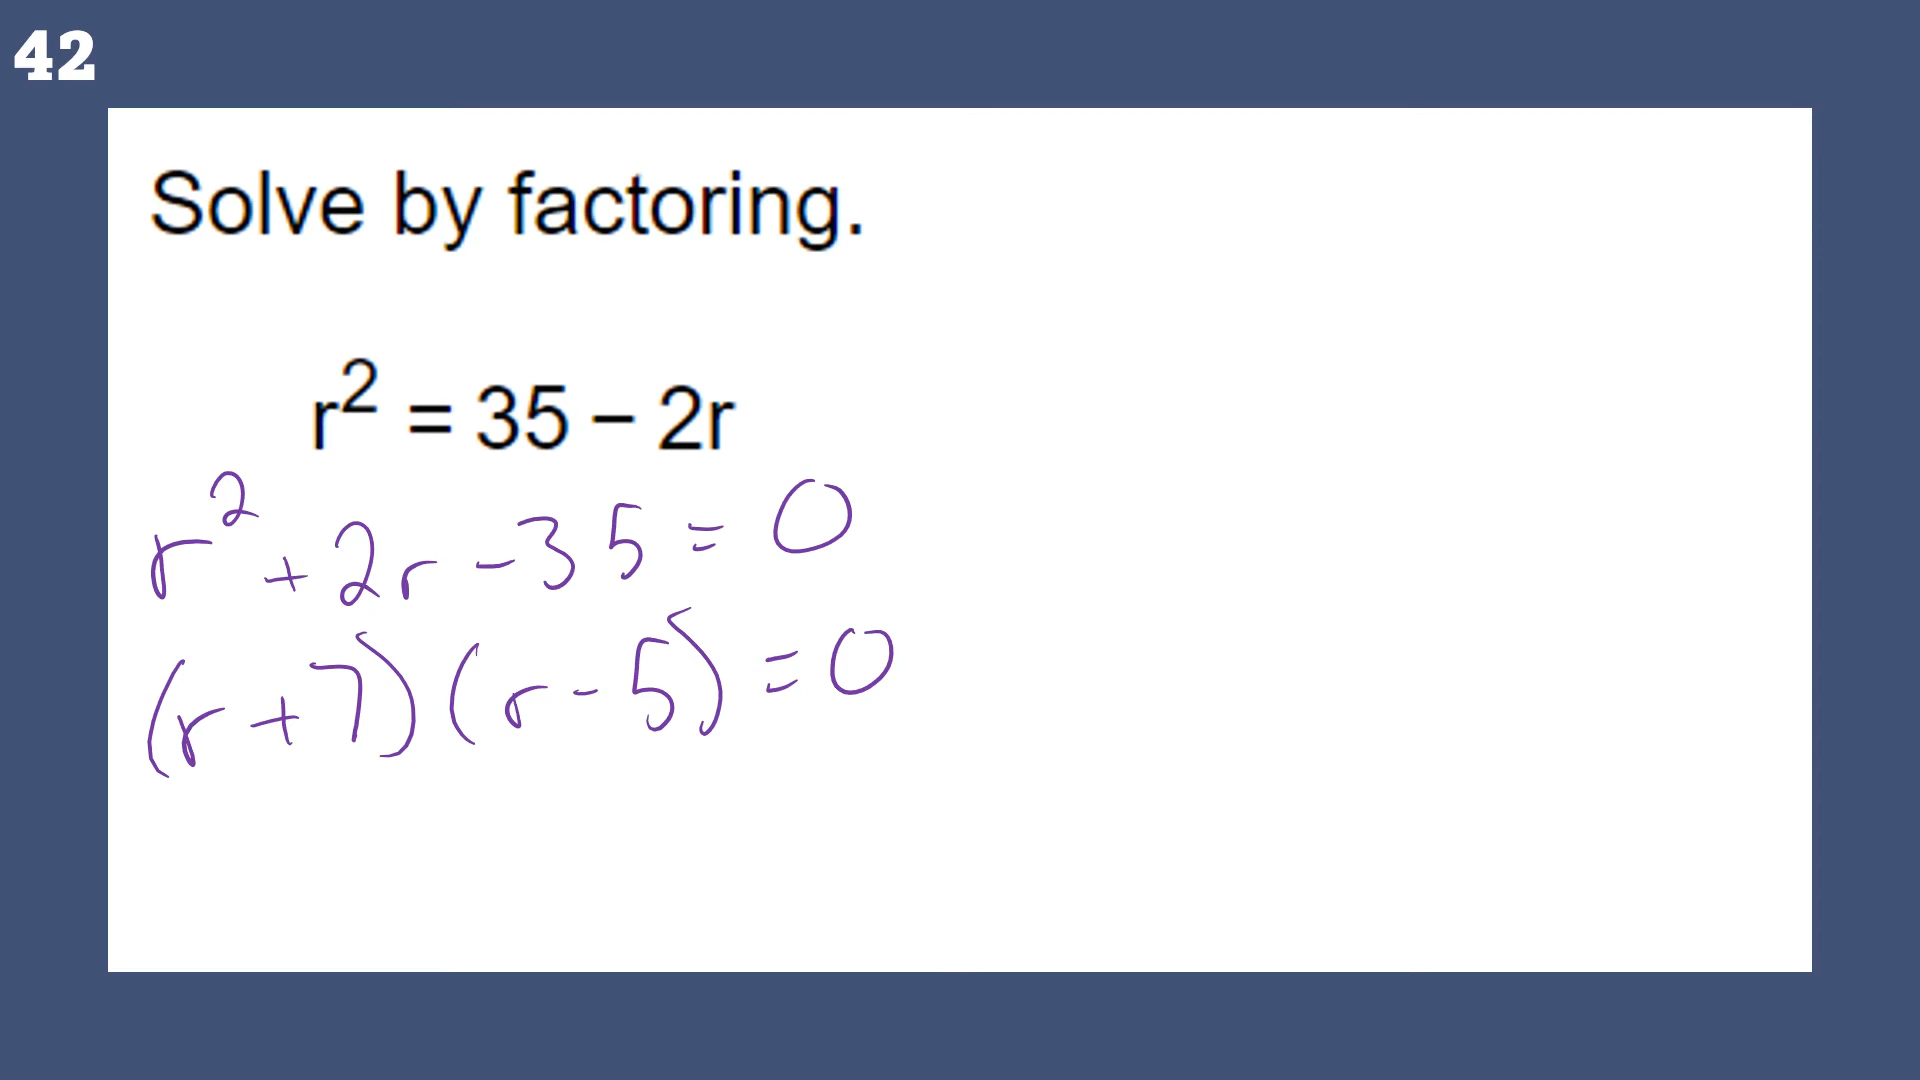 42
Solve by factoring.
r² = 35 – 2r
r² + 2r - 35 = 0
(r + 7)(r - 5) = 0